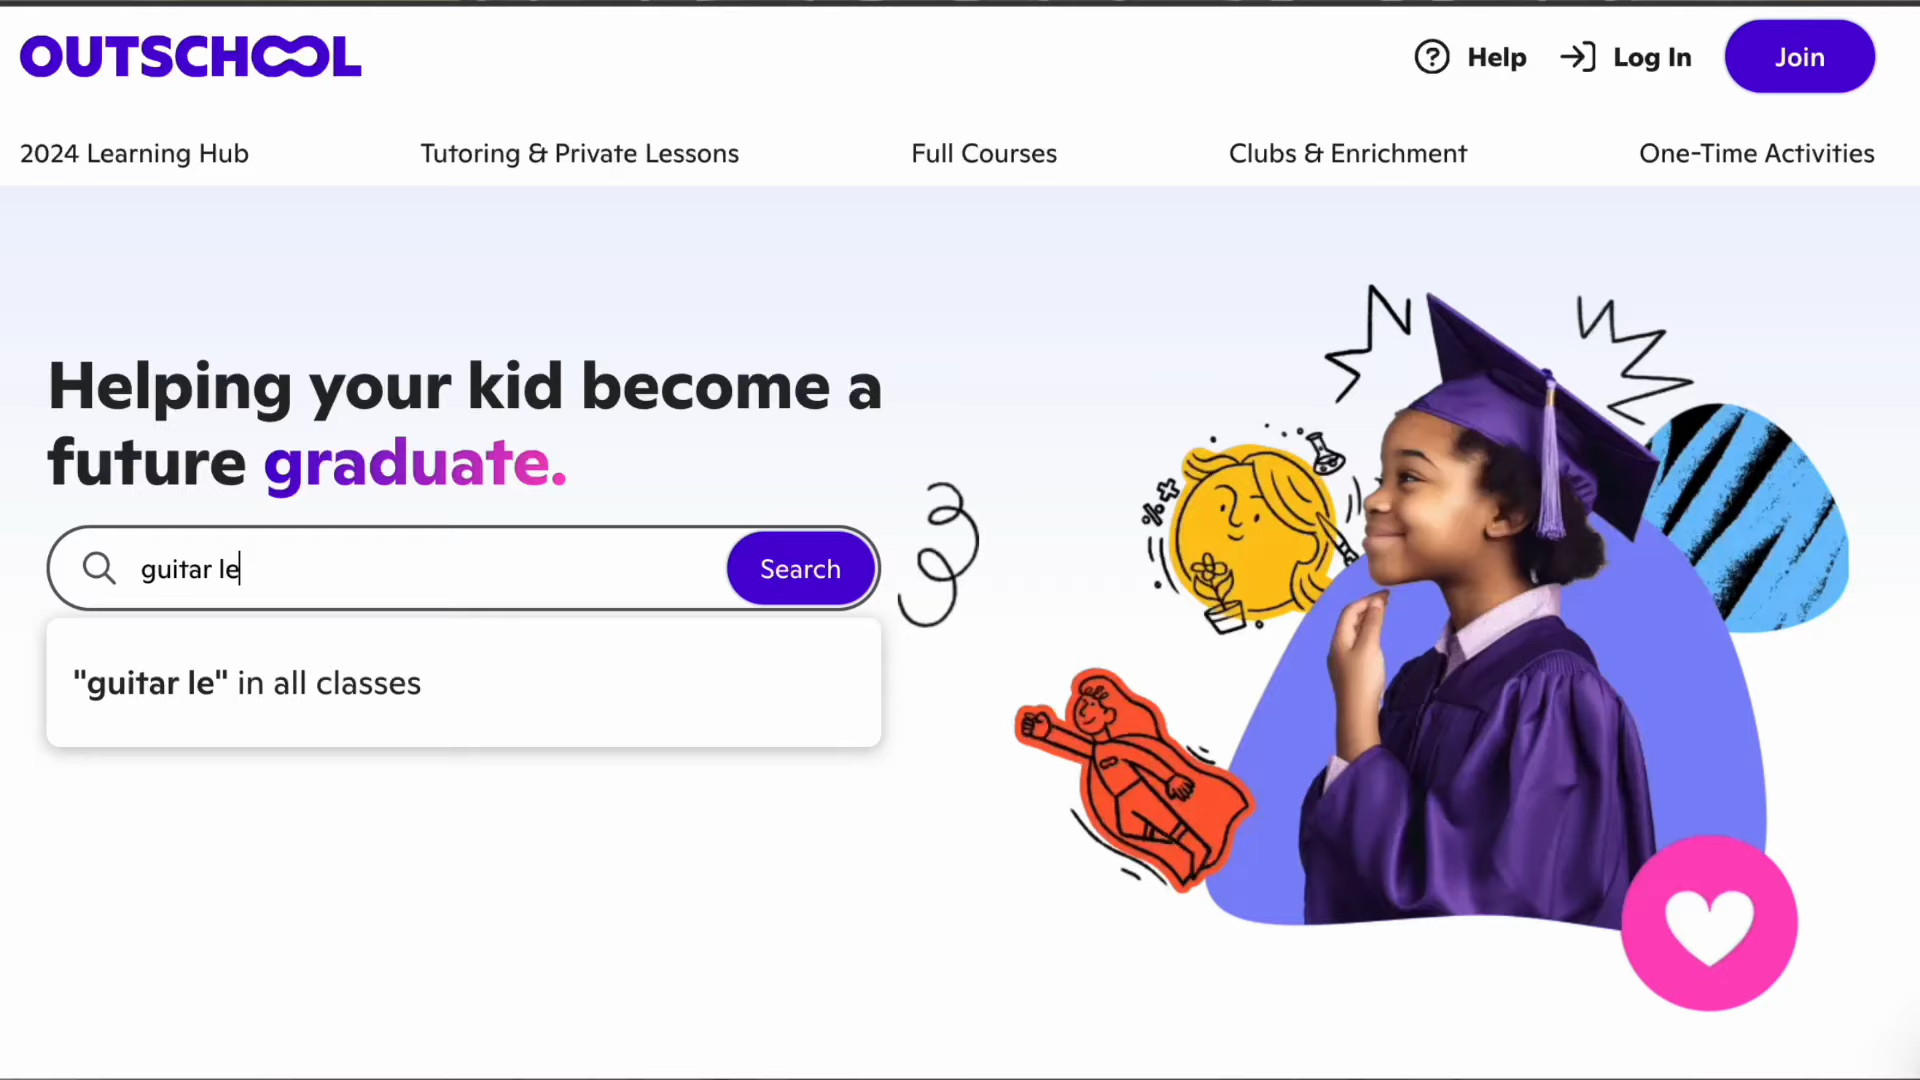 OUTSCHOOL
Help
Log In
Join
2024 Learning Hub
Tutoring & Private Lessons
Full Courses
Clubs & Enrichment
One-Time Activities
Helping your kid become a
future graduate.
guitar le
Search
"guitar le" in all classes